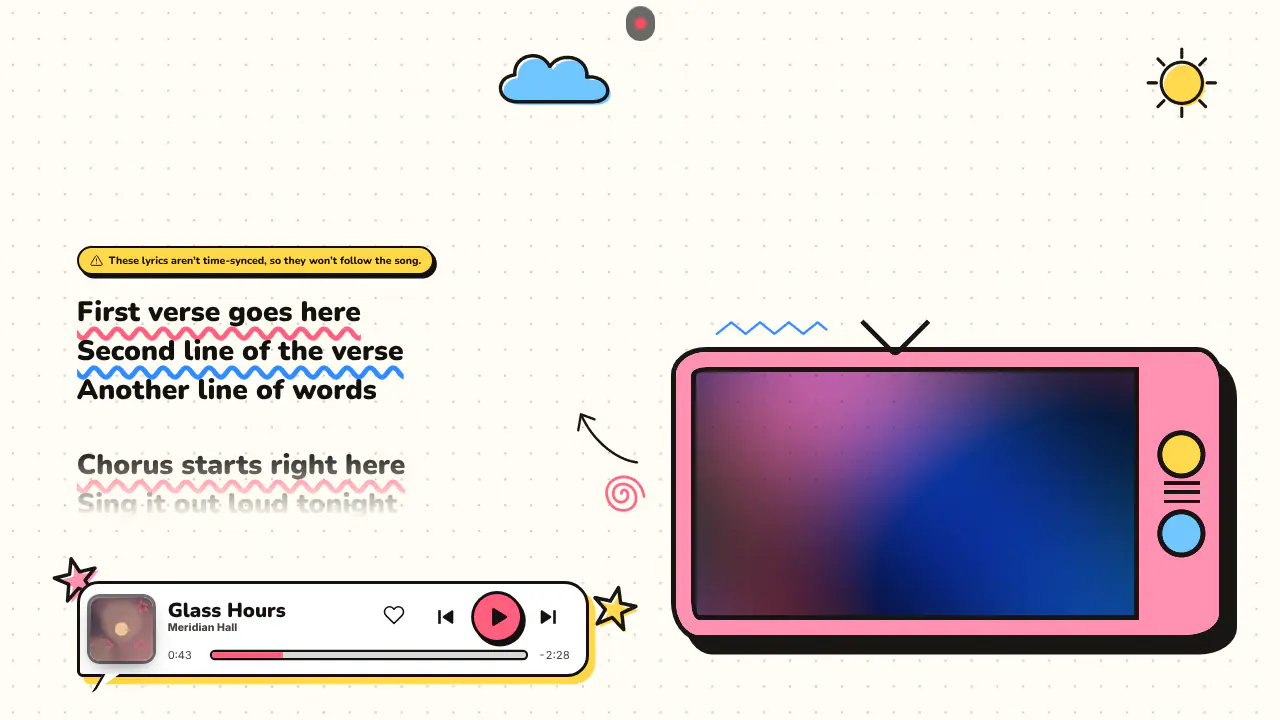 These lyrics aren't time-synced, so they won't follow the song.
First verse goes here
Second line of the verse
Another line of words
Chorus starts right here
Sing it out loud tonight
Glass Hours
Meridian Hall
0:43
-2:28